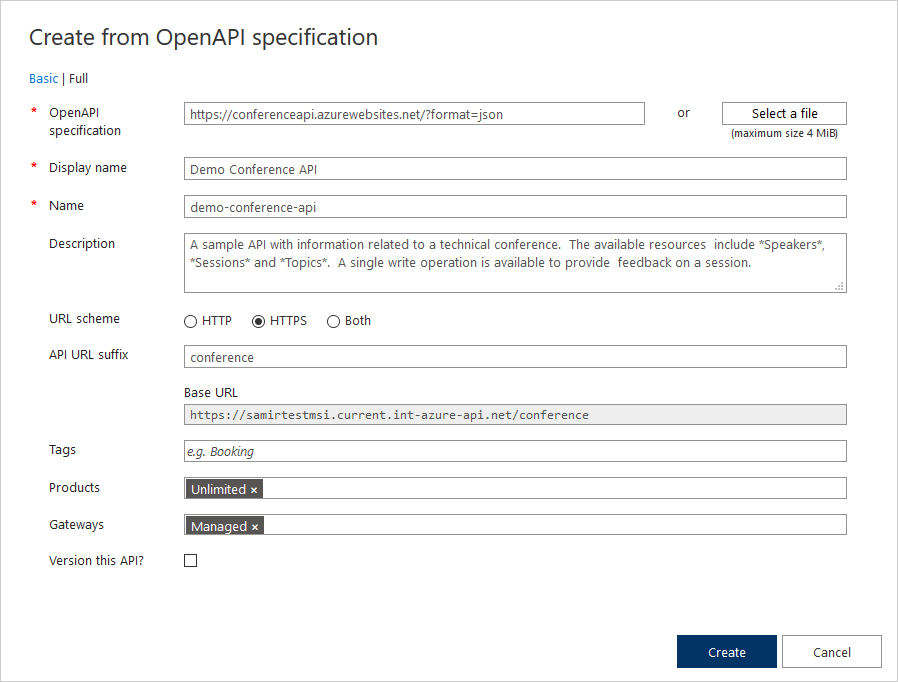 Create from OpenAPI specification
Basic | Full
* OpenAPI specification
https://conferenceapi.azurewebsites.net/?format=json
or
Select a file
(maximum size 4 MiB)
* Display name
Demo Conference API
* Name
demo-conference-api
Description
A sample API with information related to a technical conference.  The available resources  include *Speakers*,
*Sessions* and *Topics*.  A single write operation is available to provide  feedback on a session.
URL scheme
HTTP
HTTPS
Both
API URL suffix
conference
Base URL
https://samirtestmsi.current.int-azure-api.net/conference
Tags
e.g. Booking
Products
Unlimited ×
Gateways
Managed ×
Version this API?
Create
Cancel